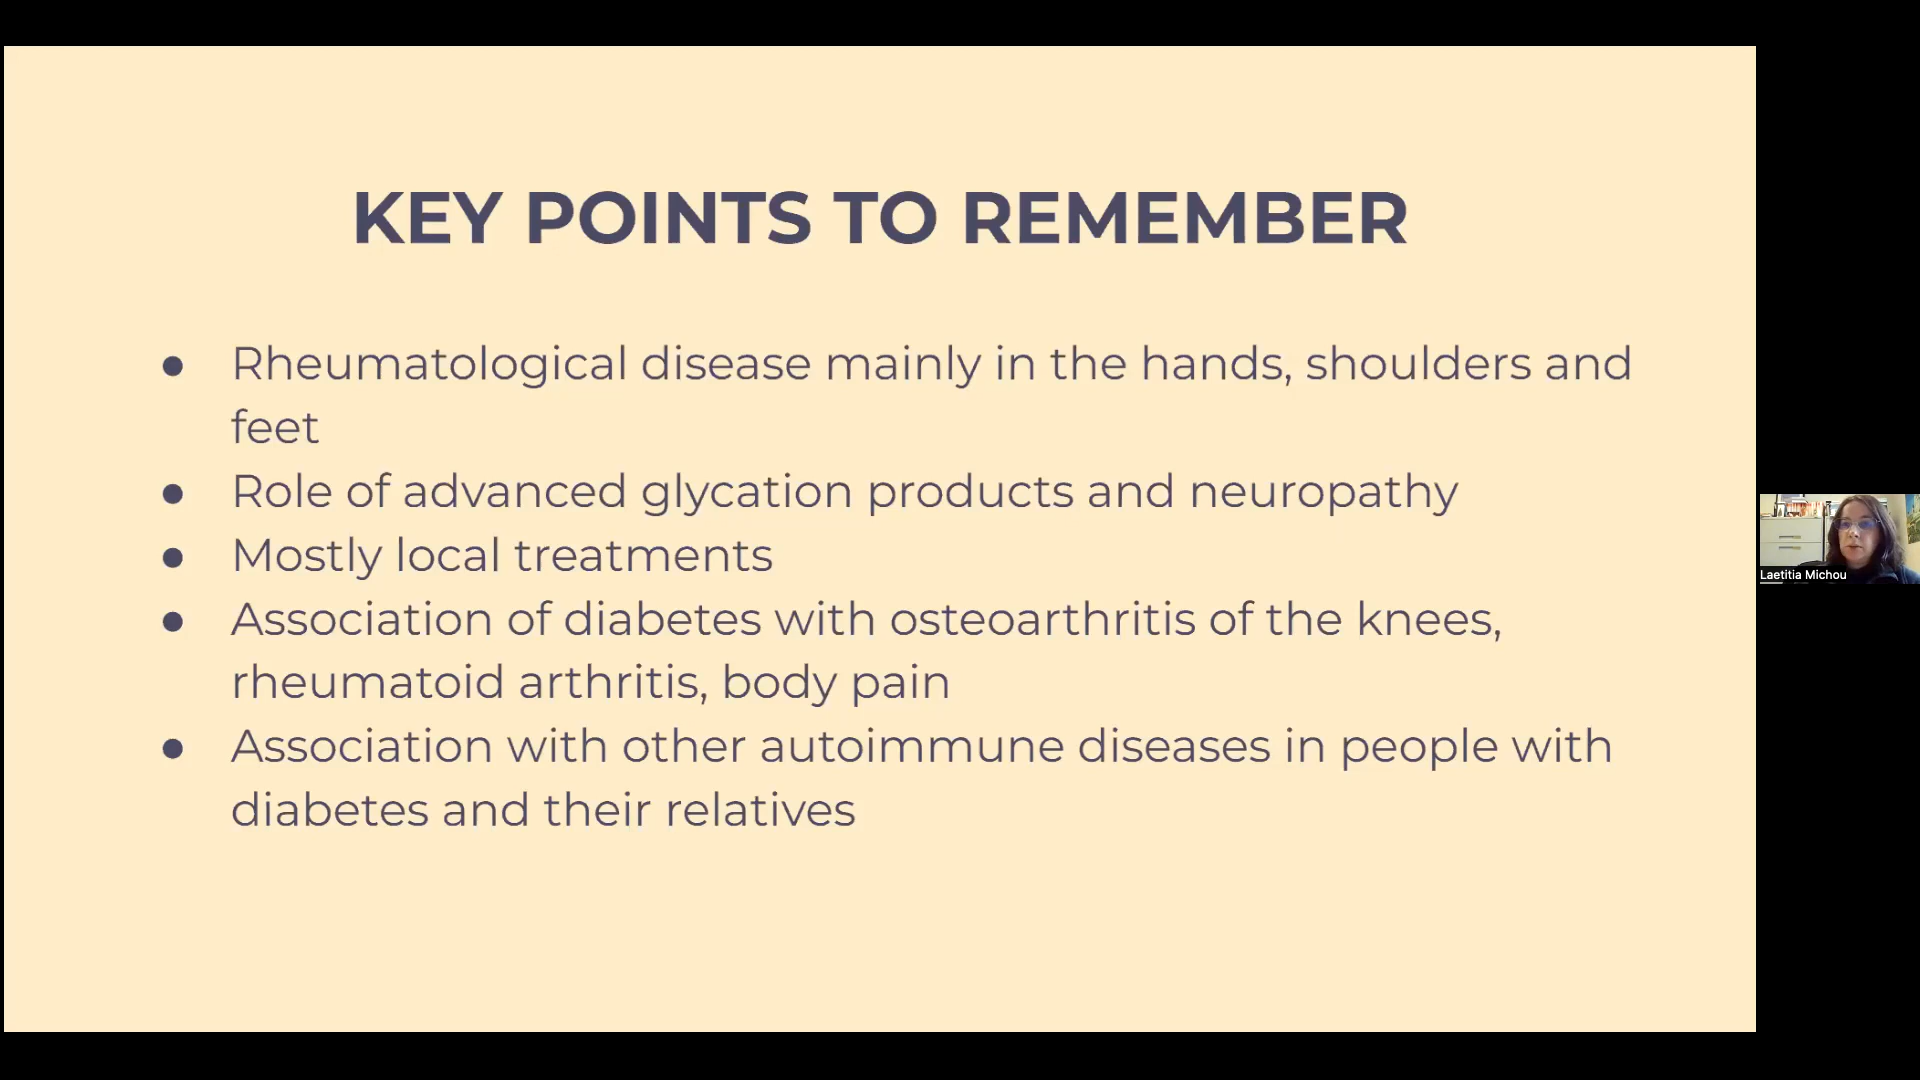 KEY POINTS TO REMEMBER
● Rheumatological disease mainly in the hands, shoulders and
feet
● Role of advanced glycation products and neuropathy
● Mostly local treatments
● Association of diabetes with osteoarthritis of the knees,
rheumatoid arthritis, body pain
● Association with other autoimmune diseases in people with
diabetes and their relatives
Laetitia Michou